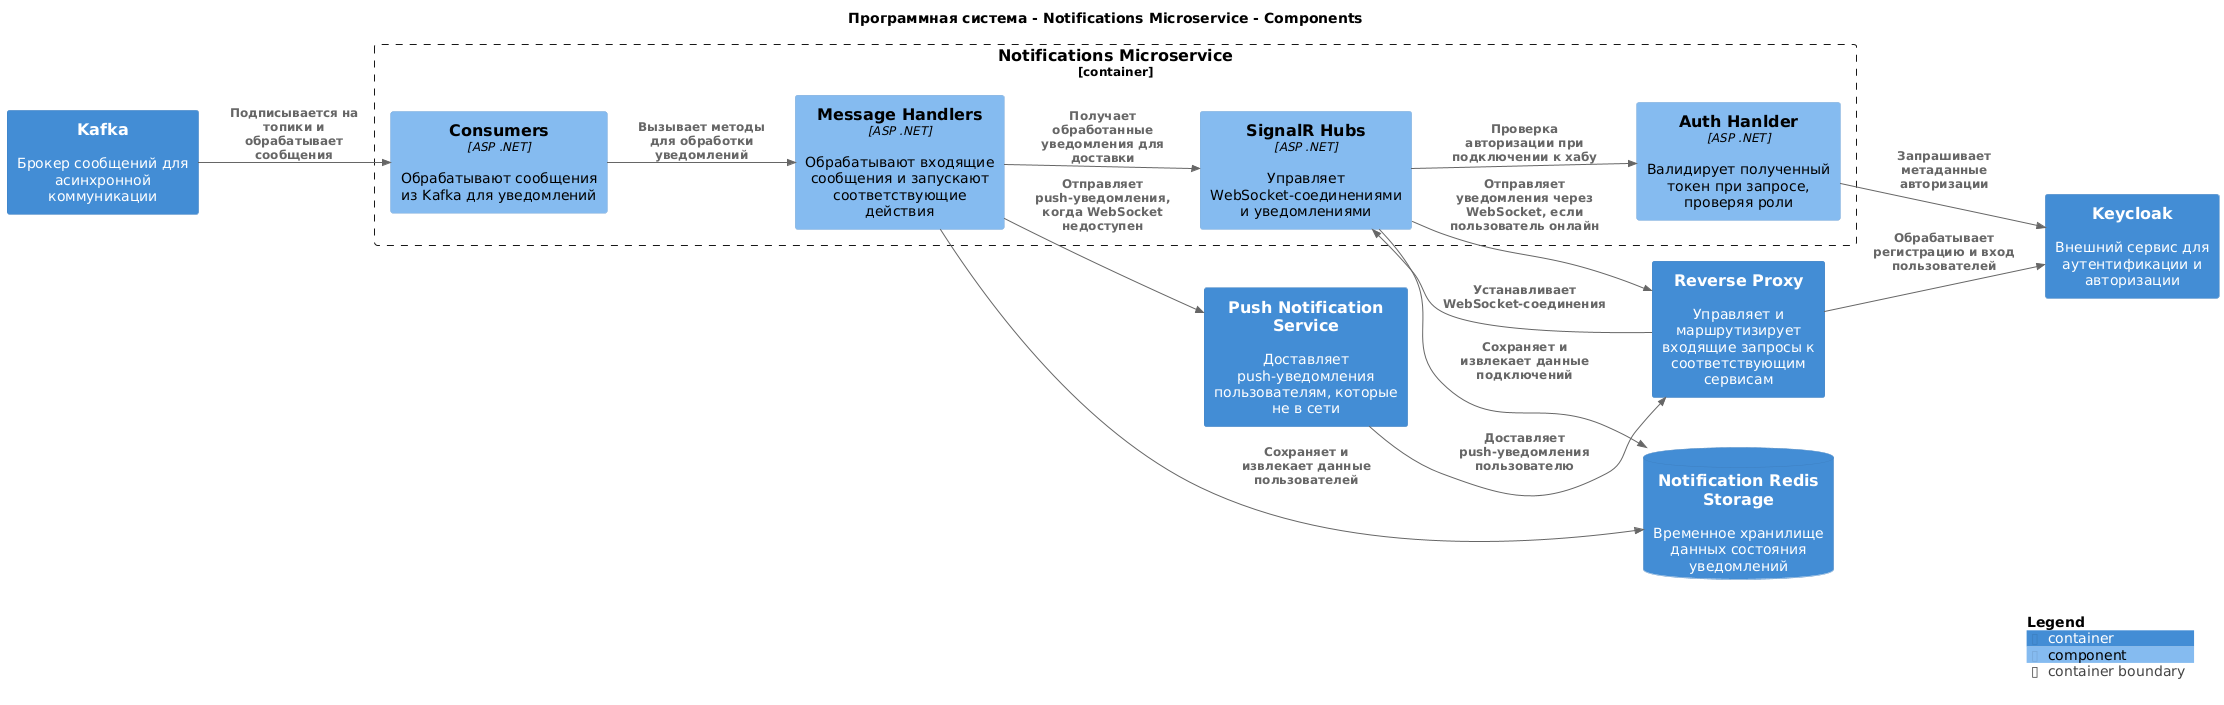 Программная система - Notifications Microservice - Components
Notifications Microservice
[container]
Kafka
Брокер сообщений для
асинхронной
коммуникации
Подписывается на
топики и
обрабатывает
сообщения
Consumers
[ASP .NET]
Обрабатывают сообщения
из Kafka для уведомлений
Вызывает методы
для обработки
уведомлений
Message Handlers
[ASP .NET]
Обрабатывают входящие
сообщения и запускают
соответствующие
действия
Получает
обработанные
уведомления для
доставки
Отправляет
push-уведомления,
когда WebSocket
недоступен
SignalR Hubs
[ASP .NET]
Управляет
WebSocket-соединениями
и уведомлениями
Проверка
авторизации при
подключении к хабу
Отправляет
уведомления через
WebSocket, если
пользователь онлайн
Auth Hanlder
[ASP .NET]
Валидирует полученный
токен при запросе,
проверяя роли
Запрашивает
метаданные
авторизации
Обрабатывает
регистрацию и вход
пользователей
Keycloak
Внешний сервис для
аутентификации и
авторизации
Push Notification
Service
Доставляет
push-уведомления
пользователям, которые
не в сети
Устанавливает
WebSocket-соединения
Reverse Proxy
Управляет и
маршрутизирует
входящие запросы к
соответствующим
сервисам
Сохраняет и
извлекает данные
подключений
Доставляет
push-уведомления
пользователю
Сохраняет и
извлекает данные
пользователей
Notification Redis
Storage
Временное хранилище
данных состояния
уведомлений
Legend
container
component
container boundary